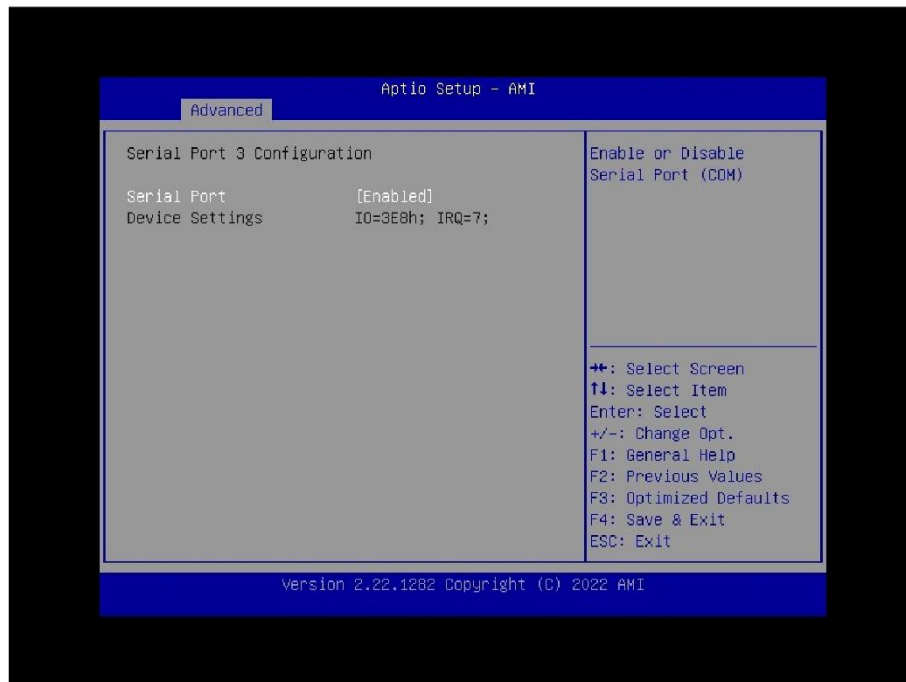 Aptio Setup – AMI
Advanced
Serial Port 3 Configuration
Serial Port [Enabled]
Device Settings IO=3E8h; IRQ=7;
Enable or Disable
Serial Port (COM)
→←: Select Screen
↑↓: Select Item
Enter: Select
+/-: Change Opt.
F1: General Help
F2: Previous Values
F3: Optimized Defaults
F4: Save & Exit
ESC: Exit
Version 2.22.1282 Copyright (C) 2022 AMI